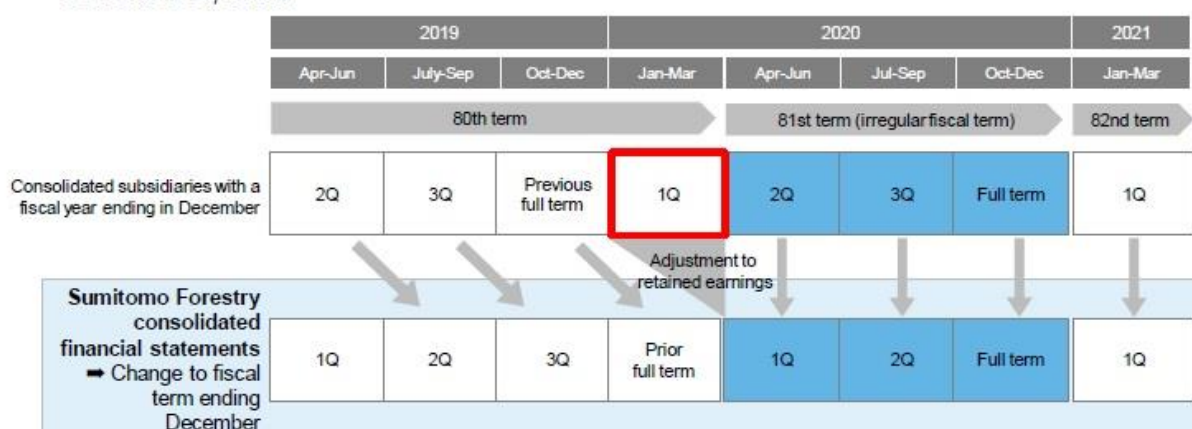 2019 2020 2021
Apr-Jun July-Sep Oct-Dec Jan-Mar Apr-Jun Jul-Sep Oct-Dec Jan-Mar
80th term 81st term (irregular fiscal term) 82nd term
Consolidated subsidiaries with a
fiscal year ending in December
2Q 3Q Previous
full term 1Q 2Q 3Q Full term 1Q
Adjustment to
retained earnings
Sumitomo Forestry
consolidated
financial statements
➡ Change to fiscal
term ending
December
1Q 2Q 3Q Prior
full term 1Q 2Q Full term 1Q